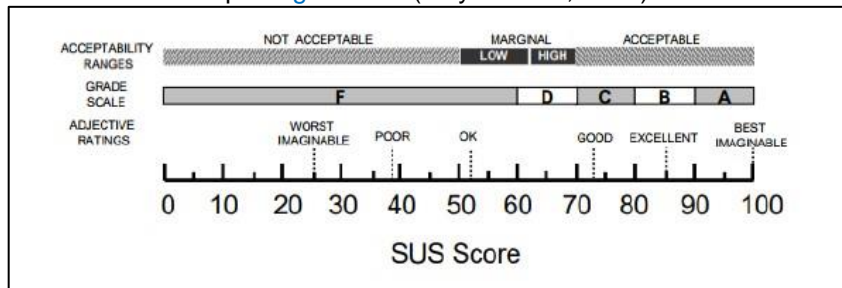 NOT ACCEPTABLE MARGINAL ACCEPTABLE
ACCEPTABILITY
RANGES
LOW HIGH
GRADE
SCALE
F D C B A
ADJECTIVE
RATINGS
WORST
IMAGINABLE
POOR OK GOOD EXCELLENT
BEST
IMAGINABLE
0 10 20 30 40 50 60 70 80 90 100
SUS Score